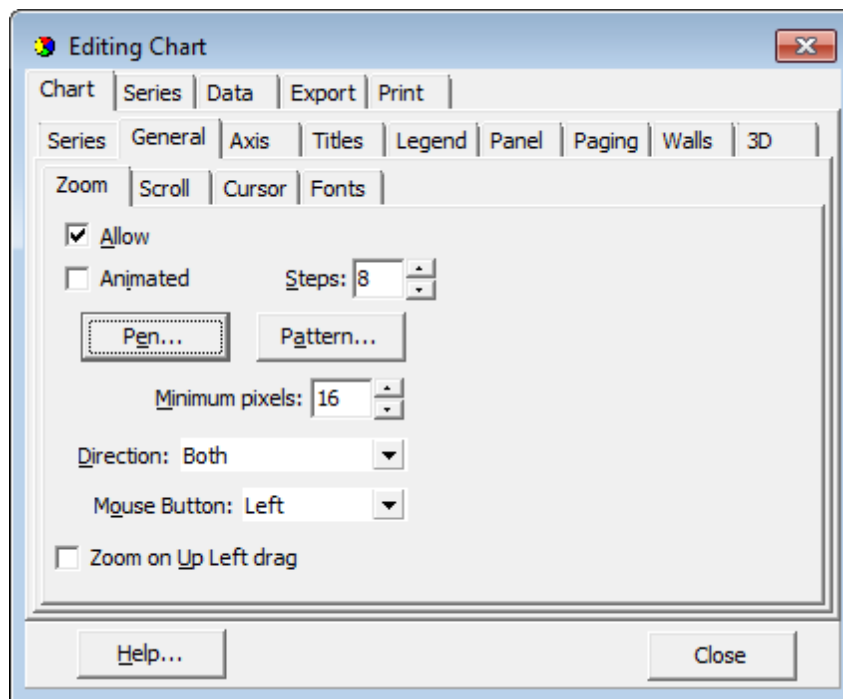 Editing Chart
Chart Series Data Export Print
Series General Axis Titles Legend Panel Paging Walls 3D
Zoom Scroll Cursor Fonts
Allow
Animated Steps: 8
Pen... Pattern...
Minimum pixels: 16
Direction: Both
Mouse Button: Left
Zoom on Up Left drag
Help... Close